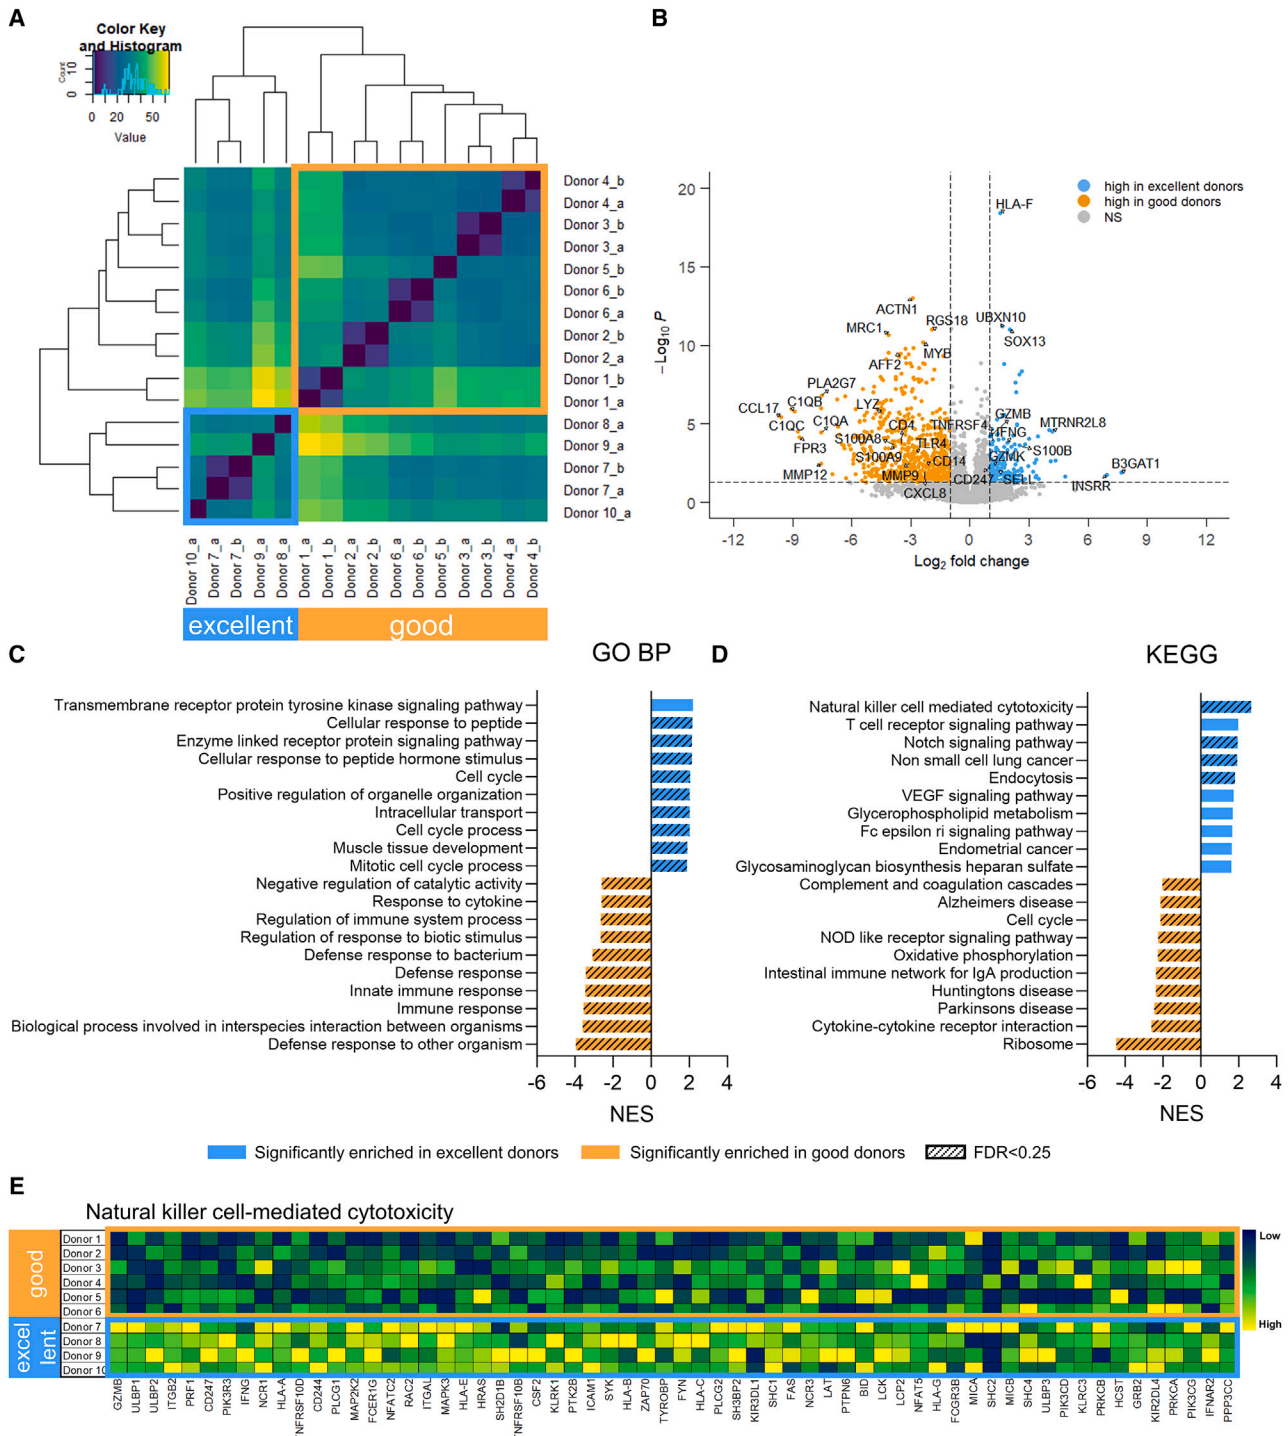 A
Color Key
and Histogram
Count
0 10
0 20 50
Value
Donor 4_b
Donor 4_a
Donor 3_b
Donor 3_a
Donor 5_b
Donor 6_b
Donor 6_a
Donor 2_b
Donor 2_a
Donor 1_b
Donor 1_a
Donor 8_a
Donor 9_a
Donor 7_b
Donor 7_a
Donor 10_a
Donor 10_a
Donor 7_a
Donor 7_b
Donor 9_a
Donor 8_a
Donor 1_a
Donor 1_b
Donor 2_a
Donor 2_b
Donor 6_a
Donor 6_b
Donor 5_b
Donor 3_a
Donor 3_b
Donor 4_a
Donor 4_b
excellent
good
B
high in excellent donors
high in good donors
NS
20
15
10
5
0
−Log10 P
HLA-F
ACTN1
RGS18
UBXN10
MRC1
SOX13
MYB
AFF2
PLA2G7
CCL17
C1QB
LYZ
C1QC
C1QA
CD4
TNFRSF4
GZMB
IFNG
MTRNR2L8
S100A8
TLR4
FPR3
S100A9
CD14
GZMK
S100B
MMP12
MMP9
CD247
SELL
B3GAT1
INSRR
CXCL8
-12 -9 -6 -3 0 3 6 9 12
Log2 fold change
C
GO BP
Transmembrane receptor protein tyrosine kinase signaling pathway
Cellular response to peptide
Enzyme linked receptor protein signaling pathway
Cellular response to peptide hormone stimulus
Cell cycle
Positive regulation of organelle organization
Intracellular transport
Cell cycle process
Muscle tissue development
Mitotic cell cycle process
Negative regulation of catalytic activity
Response to cytokine
Regulation of immune system process
Regulation of response to biotic stimulus
Defense response to bacterium
Defense response
Innate immune response
Immune response
Biological process involved in interspecies interaction between organisms
Defense response to other organism
-6 -4 -2 0 2 4
NES
D
KEGG
Natural killer cell mediated cytotoxicity
T cell receptor signaling pathway
Notch signaling pathway
Non small cell lung cancer
Endocytosis
VEGF signaling pathway
Glycerophospholipid metabolism
Fc epsilon ri signaling pathway
Endometrial cancer
Glycosaminoglycan biosynthesis heparan sulfate
Complement and coagulation cascades
Alzheimers disease
Cell cycle
NOD like receptor signaling pathway
Oxidative phosphorylation
Intestinal immune network for IgA production
Huntingtons disease
Parkinsons disease
Cytokine-cytokine receptor interaction
Ribosome
-6 -4 -2 0 2 4
NES
Significantly enriched in excellent donors
Significantly enriched in good donors
FDR<0.25
E
Natural killer cell-mediated cytotoxicity
good
Donor 1
Donor 2
Donor 3
Donor 4
Donor 5
Donor 6
excel
lent
Donor 7
Donor 8
Donor 9
Donor 10
Low
High
GZMB
ULBP1
ULBP2
ITGB2
PRF1
CD247
PIK3R3
IFNG
NCR1
HLA-A
TNFRSF10D
CD244
PLCG1
MAP2K2
FCER1G
NFATC2
RAC2
ITGAL
MAPK3
HLA-E
HRAS
SH2D1B
TNFRSF10B
CSF2
KLRK1
PTK2B
ICAM1
SYK
HLA-B
ZAP70
TYROBP
FYN
HLA-C
PLCG2
SH3BP2
KIR3DL1
SHC1
FAS
NCR3
LAT
PTPN6
BID
LCK
LCP2
NFAT5
HLA-G
FCGR3B
MICA
SHC2
MICB
SHC4
ULBP3
PIK3CD
KLRC3
PRKCB
HCST
GRB2
KIR2DL4
PRKCA
PIK3CG
IFNAR2
PPP3CC